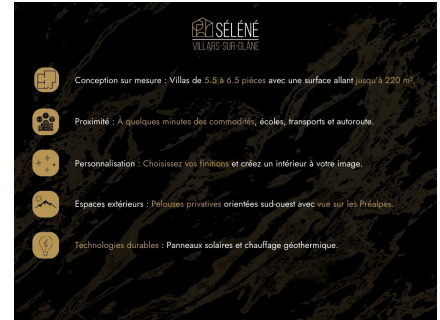 SÉLÉNÉ
VILLARS-SUR-GLÂNE
Conception sur mesure : Villas de 5.5 à 6.5 pièces avec une surface allant jusqu'à 220 m².
Proximité : À quelques minutes des commodités, écoles, transports et autoroute.
Personnalisation : Choisissez vos finitions et créez un intérieur à votre image.
Espaces extérieurs : Pelouses privatives orientées sud-ouest avec vue sur les Préalpes.
Technologies durables : Panneaux solaires et chauffage géothermique.